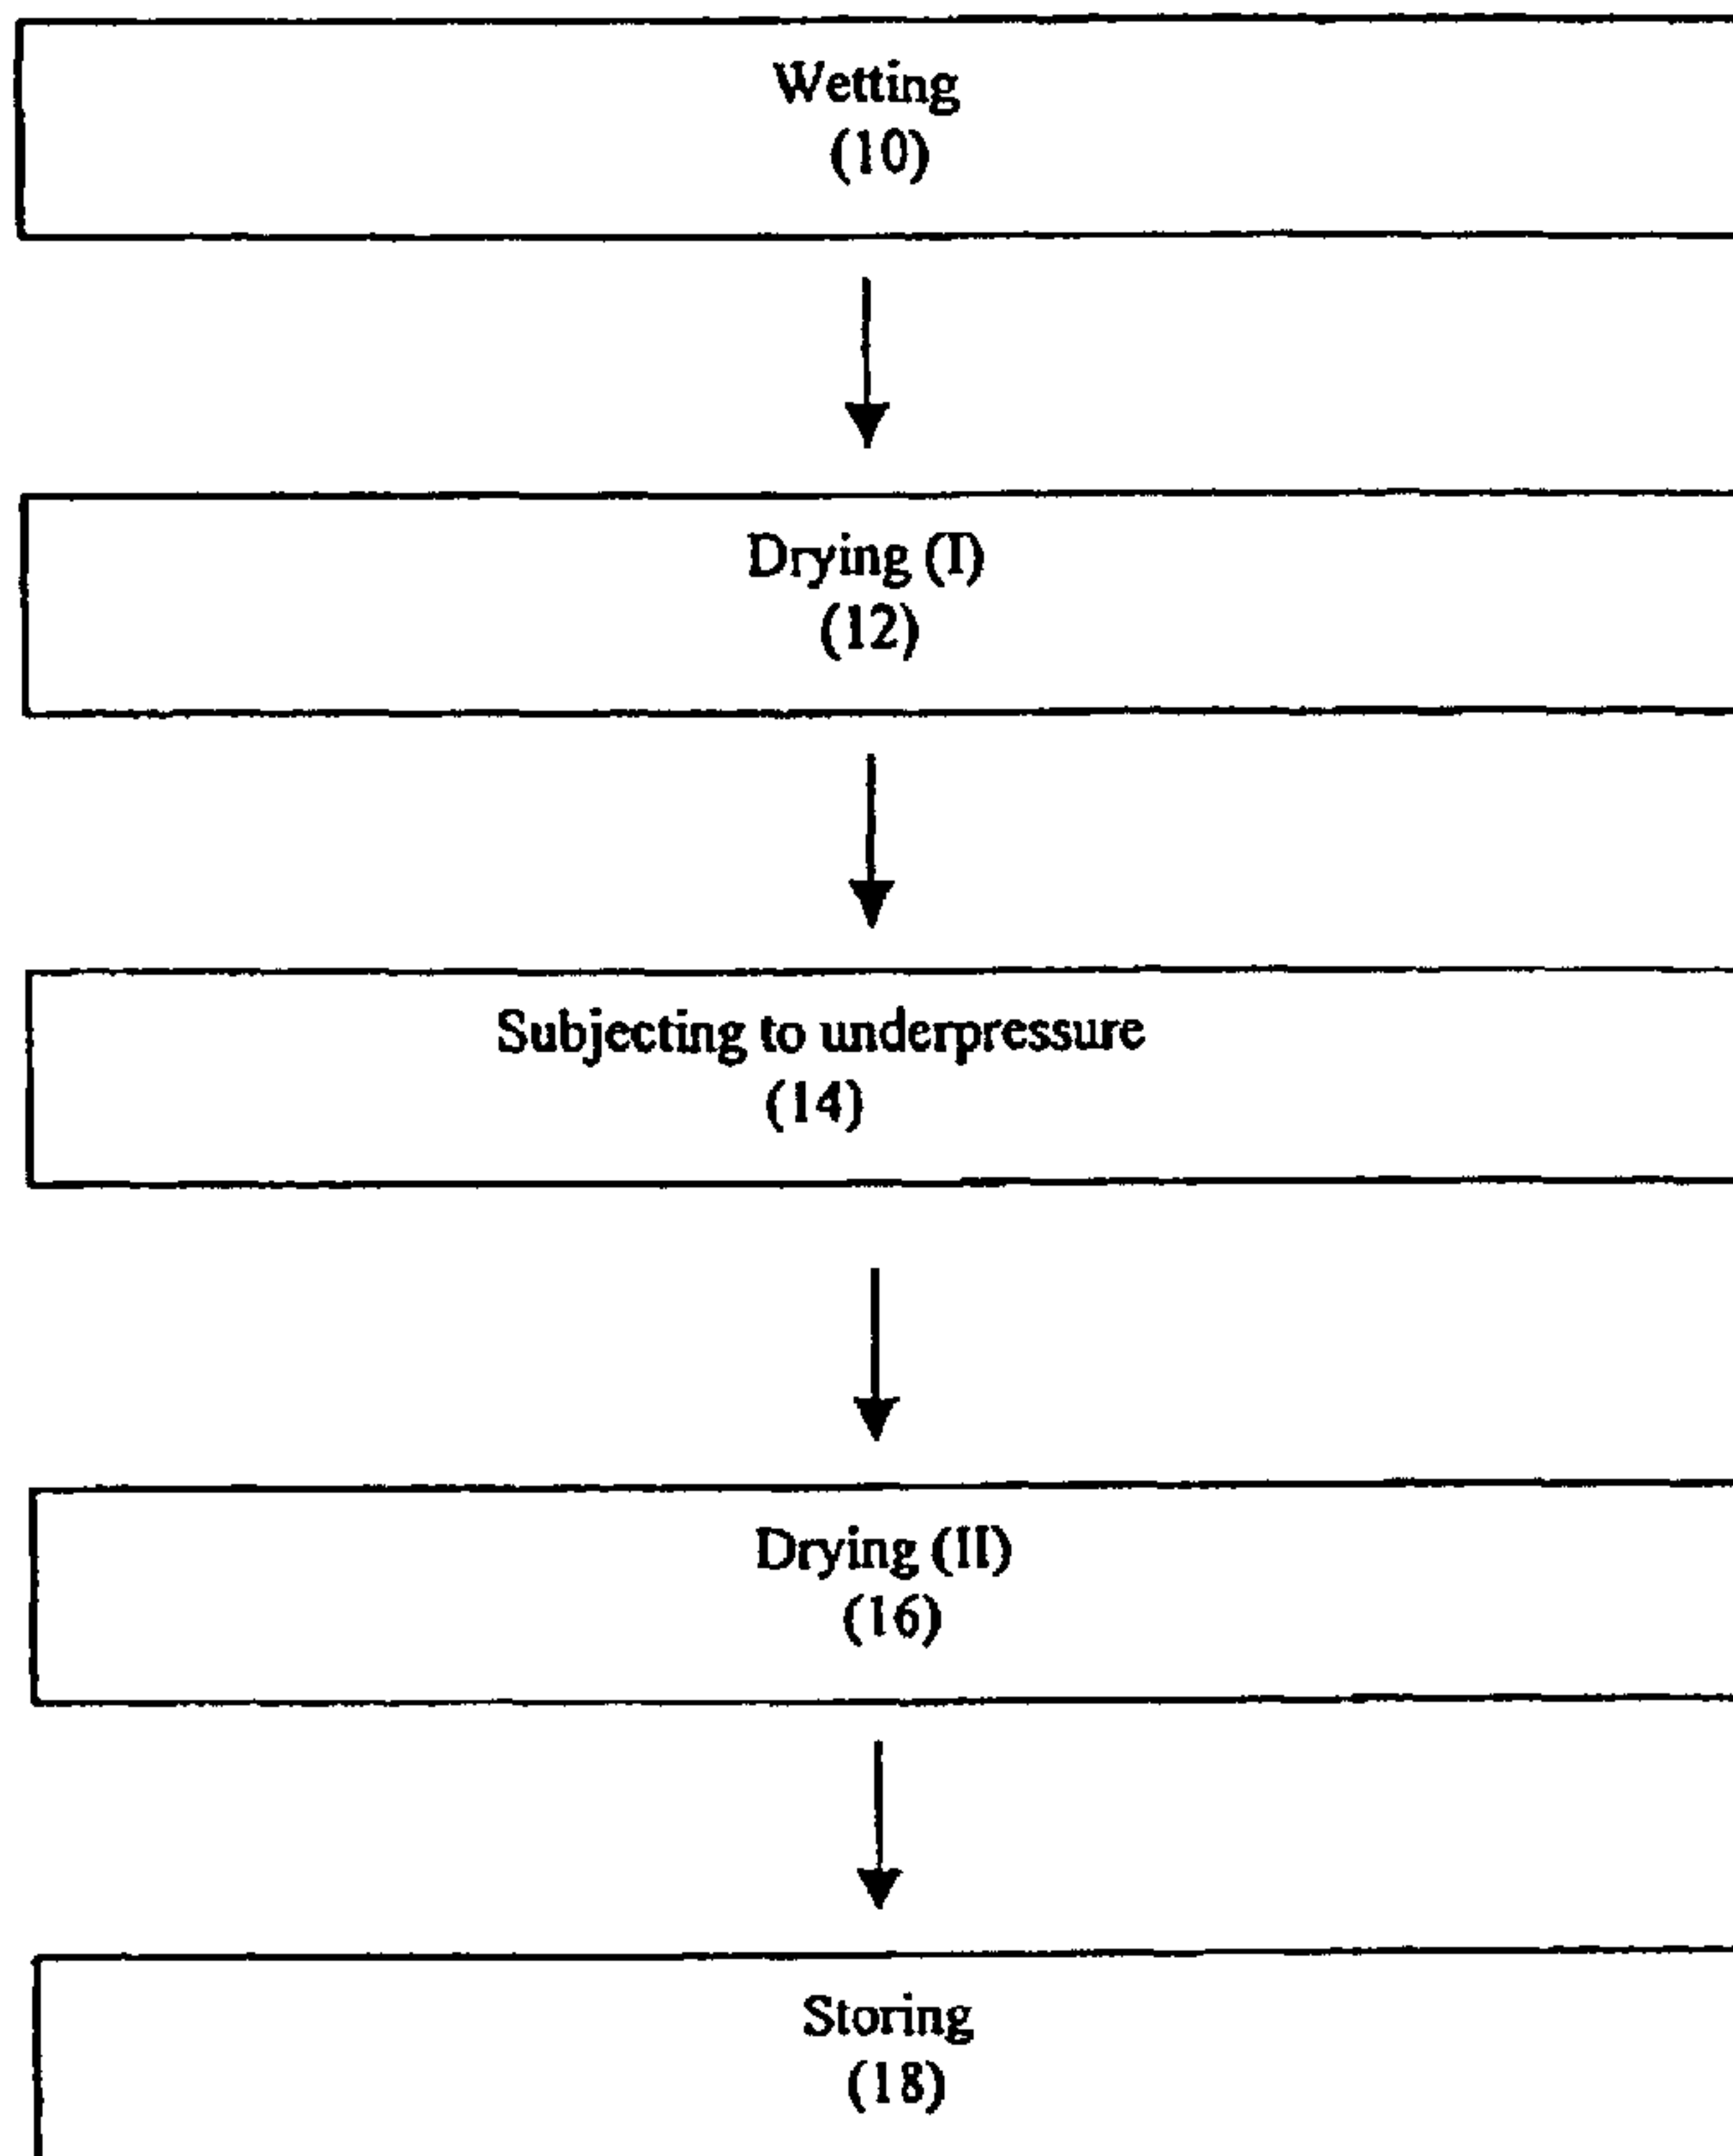 Wetting
(10)
Drying (I)
(12)
Subjecting to underpressure
(14)
Drying (II)
(16)
Storing
(18)